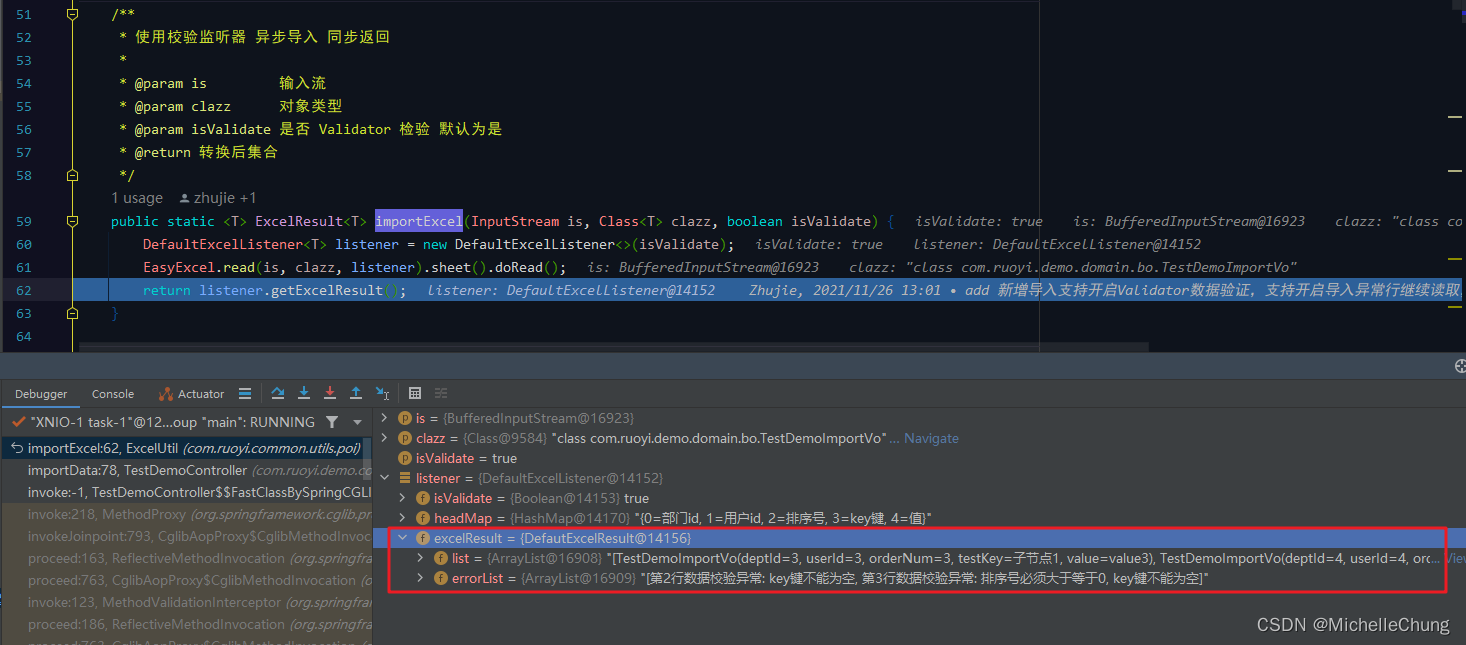 51 /**
52 * 使用校验监听器 异步导入 同步返回
53 *
54 * @param is 输入流
55 * @param clazz 对象类型
56 * @param isValidate 是否 Validator 检验 默认为是
57 * @return 转换后集合
58 */
1 usage zhujie +1
59 public static <T> ExcelResult<T> importExcel(InputStream is, Class<T> clazz, boolean isValidate) { isValidate: true is: BufferedInputStream@16923 clazz: "class co
60 DefaultExcelListener<T> listener = new DefaultExcelListener<>(isValidate); isValidate: true listener: DefaultExcelListener@14152
61 EasyExcel.read(is, clazz, listener).sheet().doRead(); is: BufferedInputStream@16923 clazz: "class com.ruoyi.demo.domain.bo.TestDemoImportVo"
62 return listener.getExcelResult(); listener: DefaultExcelListener@14152 Zhujie, 2021/11/26 13:01 • add 新增导入支持开启Validator数据验证，支持开启导入异常行继续读取
63 }
64
Debugger Console Actuator
"XNIO-1 task-1"@12...oup "main": RUNNING
importExcel:62, ExcelUtil (com.ruoyi.common.utils.poi)
importData:78, TestDemoController (com.ruoyi.demo.co
invoke:-1, TestDemoController$$FastClassBySpringCGLI
invoke:218, MethodProxy (org.springframework.cglib.pr
invokeJoinpoint:793, CglibAopProxy$CglibMethodInvoc
proceed:163, ReflectiveMethodInvocation (org.springfra
proceed:763, CglibAopProxy$CglibMethodInvocation (o
invoke:123, MethodValidationInterceptor (org.springfra
proceed:186, ReflectiveMethodInvocation (org.springfra
proceed:763, CglibAopProxy$CglibMethodInvocation (o
is = {BufferedInputStream@16923}
clazz = {Class@9584} "class com.ruoyi.demo.domain.bo.TestDemoImportVo" ... Navigate
isValidate = true
listener = {DefaultExcelListener@14152}
isValidate = {Boolean@14153} true
headMap = {HashMap@14170} "{0=部门id, 1=用户id, 2=排序号, 3=key键, 4=值}"
excelResult = {DefautExcelResult@14156}
list = {ArrayList@16908} "[TestDemoImportVo(deptId=3, userId=3, orderNum=3, testKey=子节点1, value=value3), TestDemoImportVo(deptId=4, userId=4, orc... View
errorList = {ArrayList@16909} "[第2行数据校验异常: key键不能为空, 第3行数据校验异常: 排序号必须大于等于0, key键不能为空]"
CSDN @MichelleChung